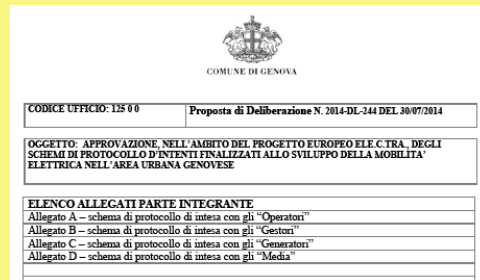 COMUNE DI GENOVA
CODICE UFFICIO: 125 0 0
Proposta di Deliberazione N. 2014-DL-244 DEL 30/07/2014
OGGETTO: APPROVAZIONE, NELL'AMBITO DEL PROGETTO EUROPEO ELE.C.TRA., DEGLI
SCHEMI DI PROTOCOLLO D'INTENTI FINALIZZATI ALLO SVILUPPO DELLA MOBILITA'
ELETTRICA NELL'AREA URBANA GENOVESE
ELENCO ALLEGATI PARTE INTEGRANTE
Allegato A – schema di protocollo di intesa con gli “Operatori”
Allegato B – schema di protocollo di intesa con gli “Gestori”
Allegato C – schema di protocollo di intesa con gli “Generatori”
Allegato D – schema di protocollo di intesa con gli “Media”